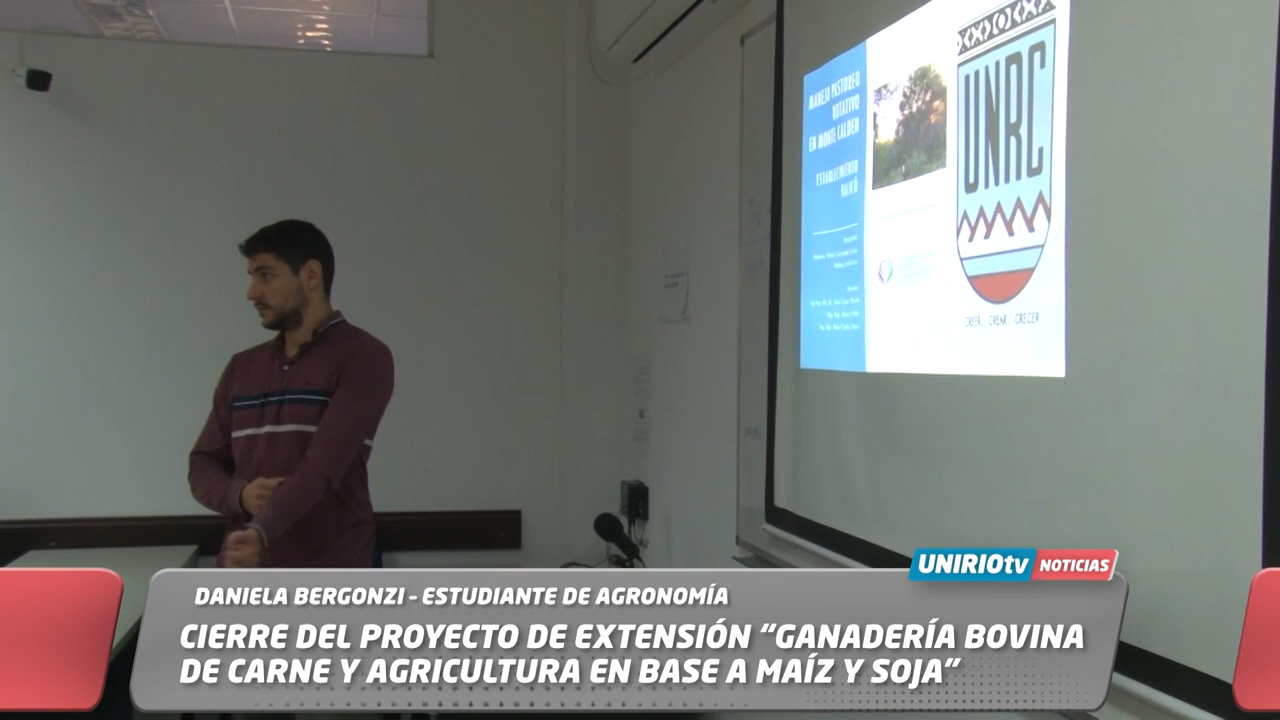 MANEJO PASTOREO
ROTATIVO
EN MONTE CALDEN
ESTABLECIMIENTO
UNRC
CREER CREAR CRECER
UNIRIOtv NOTICIAS
DANIELA BERGONZI - ESTUDIANTE DE AGRONOMÍA
CIERRE DEL PROYECTO DE EXTENSIÓN “GANADERÍA BOVINA
DE CARNE Y AGRICULTURA EN BASE A MAÍZ Y SOJA”